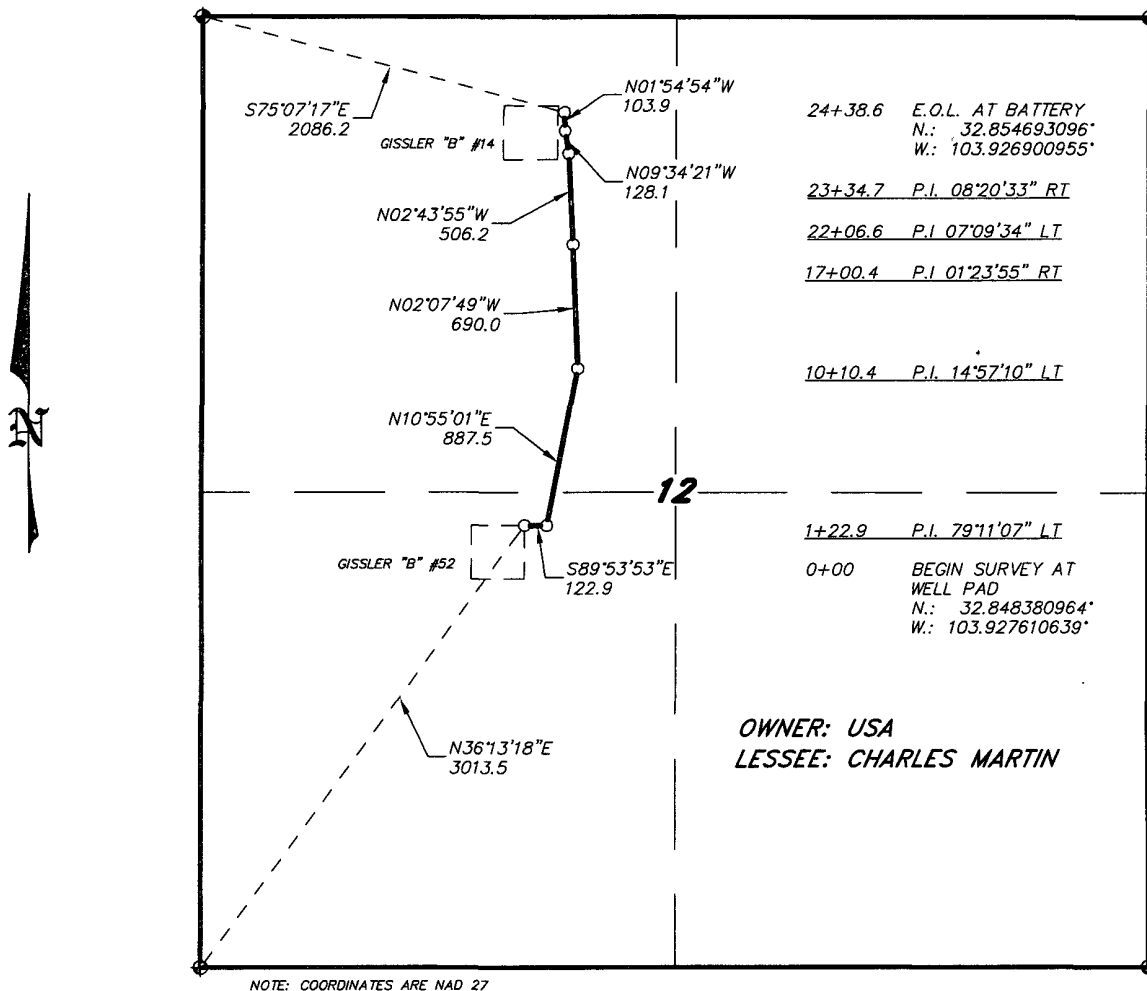 S75°07'17"E
2086.2
GISSLER "B" #14
N01°54'54"W
103.9
N09°34'21"W
128.1
N02°43'55"W
506.2
N02°07'49"W
690.0
N10°55'01"E
887.5
12
GISSLER "B" #52
S89°53'53"E
122.9
N36°13'18"E
3013.5
24+38.6 E.O.L. AT BATTERY
N.: 32.854693096°
W.: 103.926900955°
23+34.7 P.I. 08°20'33" RT
22+06.6 P.I 07°09'34" LT
17+00.4 P.I 01°23'55" RT
10+10.4 P.I. 14°57'10" LT
1+22.9 P.I. 79°11'07" LT
0+00 BEGIN SURVEY AT
WELL PAD
N.: 32.848380964°
W.: 103.927610639°
OWNER: USA
LESSEE: CHARLES MARTIN
N
NOTE: COORDINATES ARE NAD 27